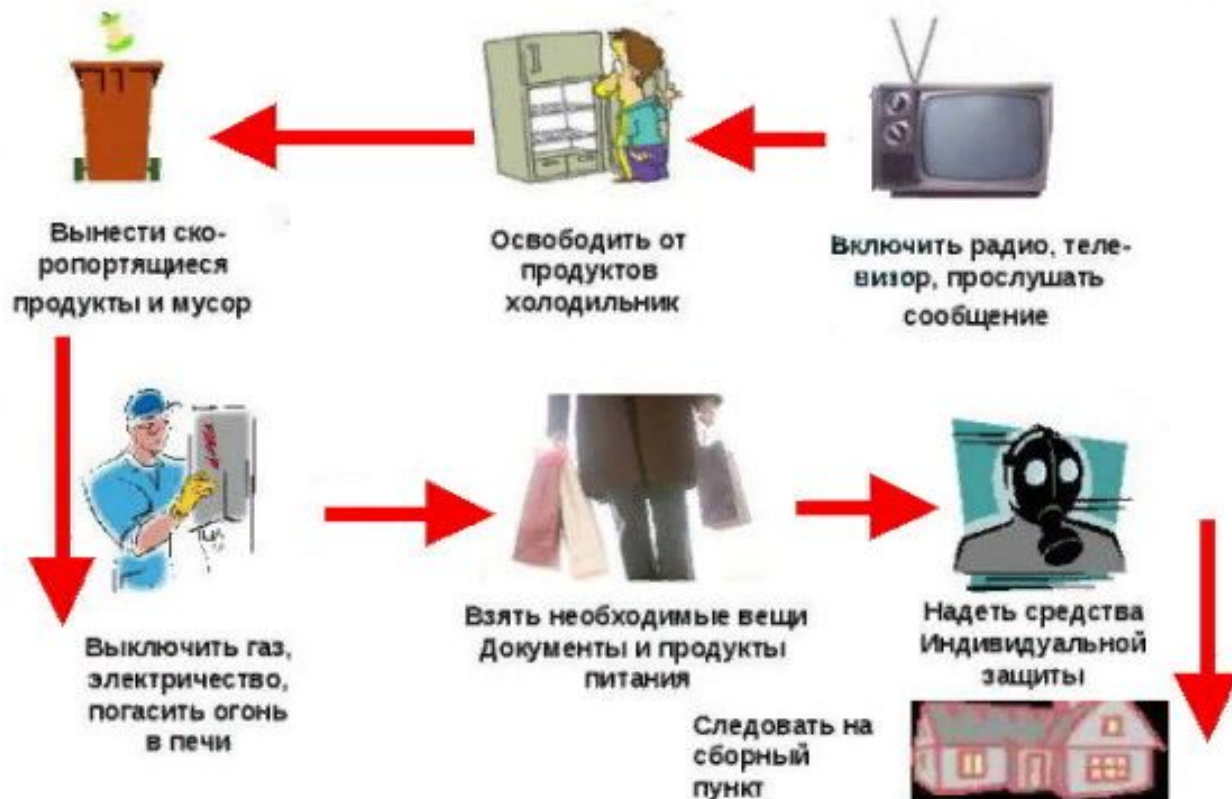 Вынести ско-
ропортящиеся
продукты и мусор
Освободить от
продуктов
холодильник
Включить радио, теле-
визор, прослушать
сообщение
Выключить газ,
электричество,
погасить огонь
в печи
Взять необходимые вещи
Документы и продукты
питания
Надеть средства
Индивидуальной
защиты
Следовать на
сборный
пункт